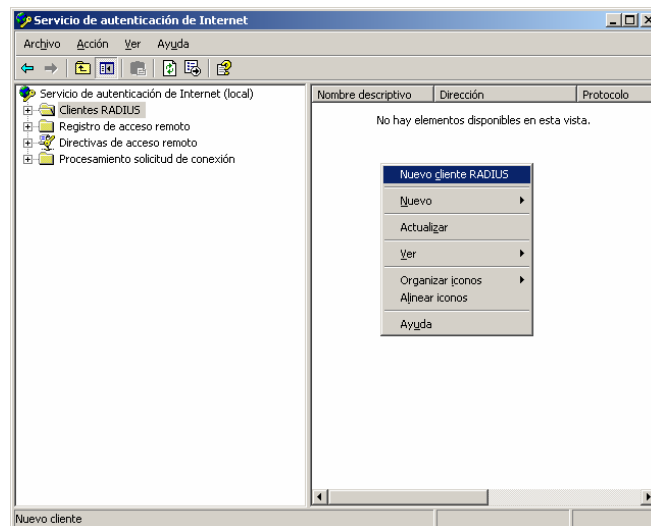 Servicio de autenticación de Internet
Archivo Acción Ver Ayuda
Servicio de autenticación de Internet (local)
Clientes RADIUS
Registro de acceso remoto
Directivas de acceso remoto
Procesamiento solicitud de conexión
Nombre descriptivo Dirección Protocolo
No hay elementos disponibles en esta vista.
Nuevo cliente RADIUS
Nuevo
Actualizar
Ver
Organizar iconos
Alinear iconos
Ayuda
Nuevo cliente